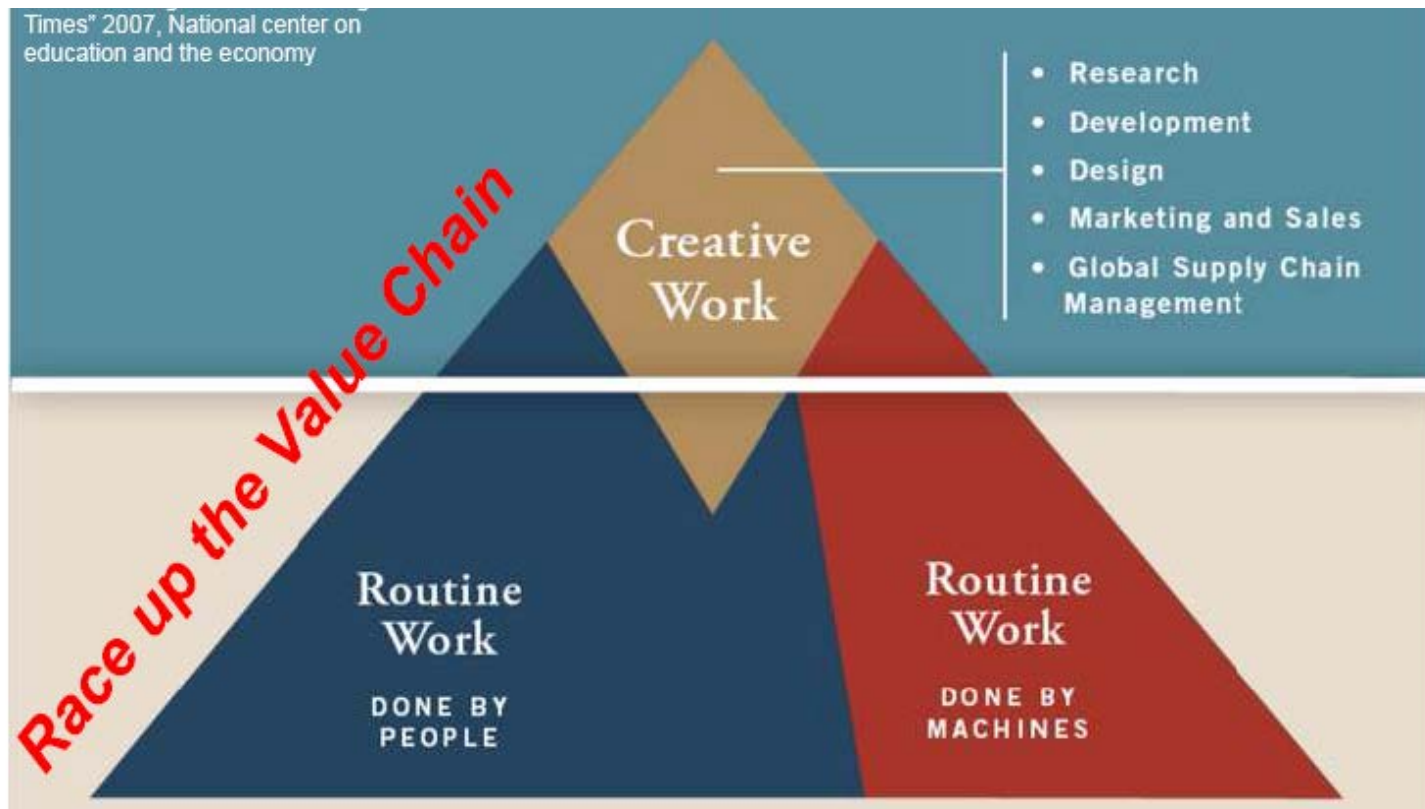 Times" 2007, National center on
education and the economy
• Research
• Development
• Design
• Marketing and Sales
• Global Supply Chain
Management
Creative
Work
Race up the Value Chain
Routine
Work
DONE BY
PEOPLE
Routine
Work
DONE BY
MACHINES